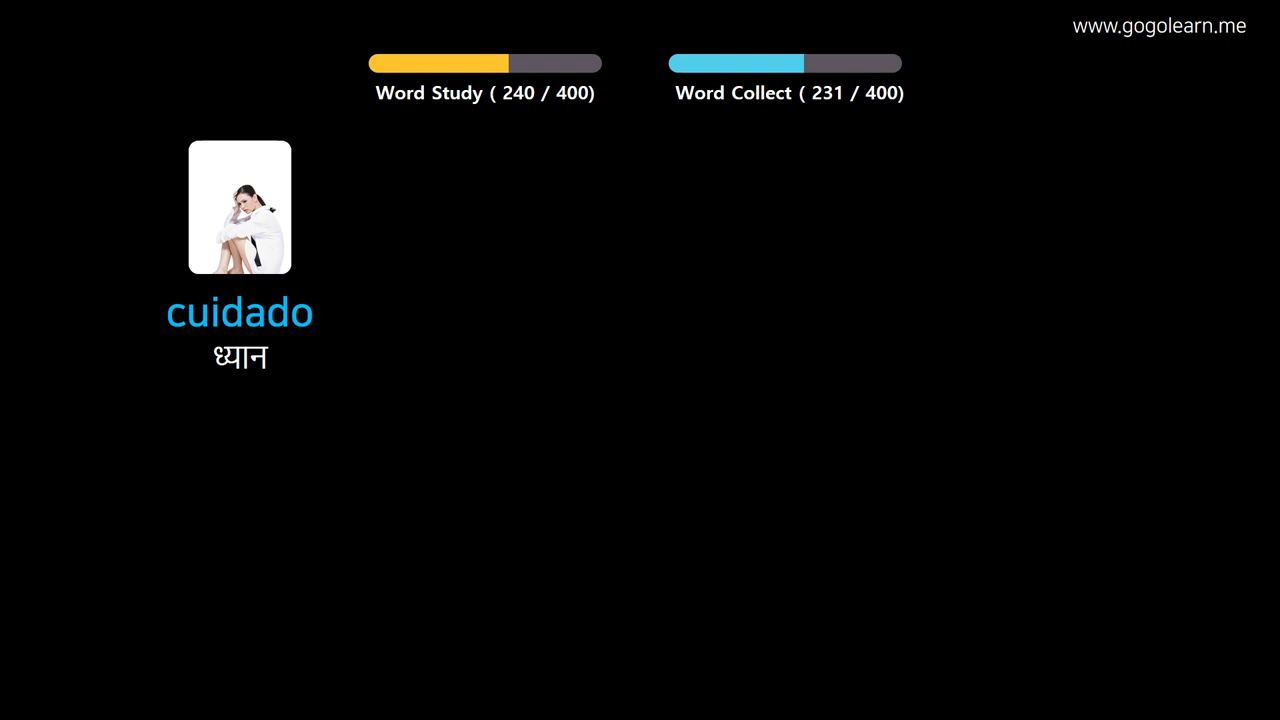 www.gogolearn.me
Word Study ( 240 / 400)
Word Collect ( 231 / 400)
cuidado
ध्यान